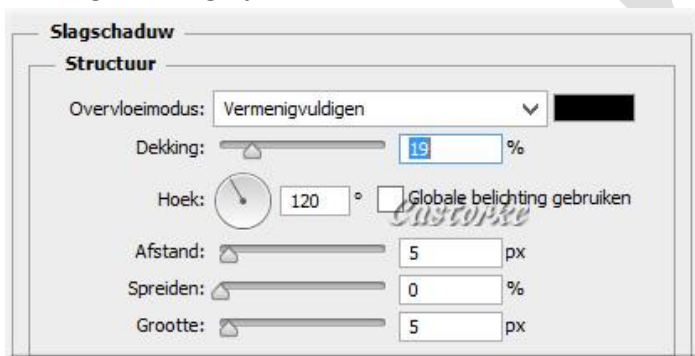 Slagschaduw
Structuur
Overvloeimodus: Vermenigvuldigen
Dekking: 19 %
Hoek: 120 ° Globale belichting gebruiken
Castorke
Afstand: 5 px
Spreiden: 0 %
Grootte: 5 px